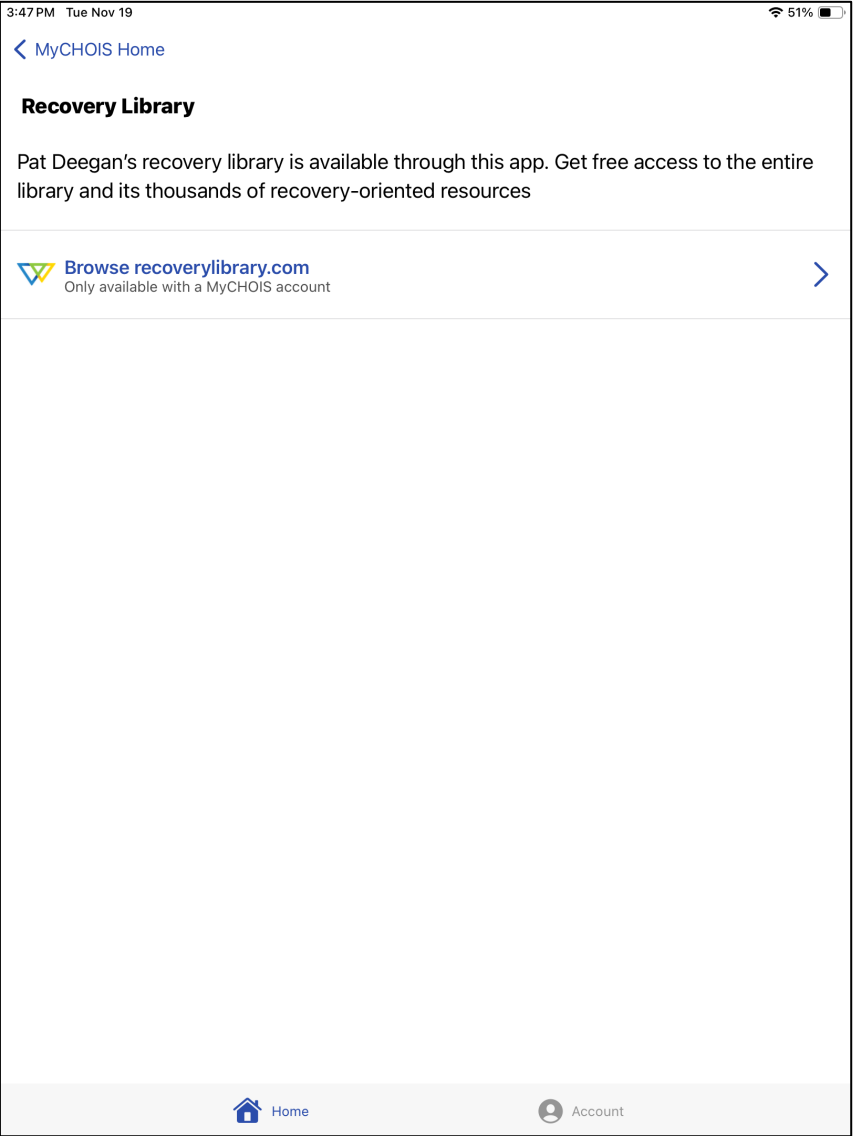 3:47 PM Tue Nov 19 51%
MyCHOIS Home
Recovery Library
Pat Deegan’s recovery library is available through this app. Get free access to the entire
library and its thousands of recovery-oriented resources
Browse recoverylibrary.com
Only available with a MyCHOIS account
Home Account